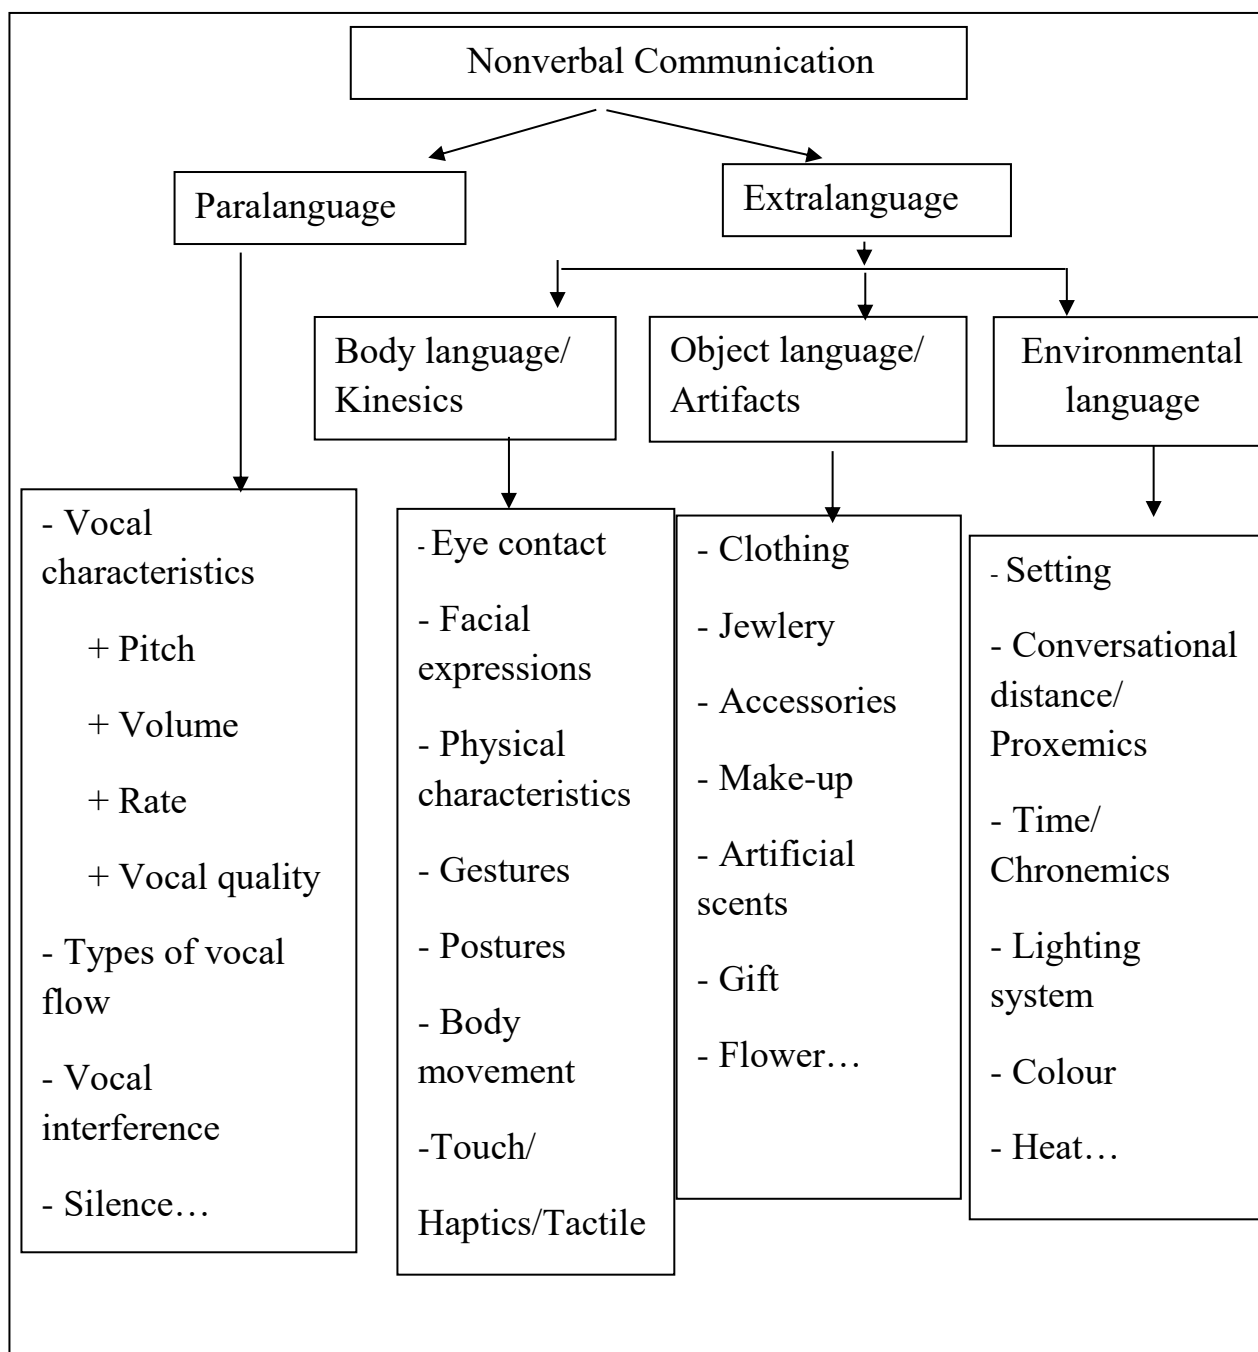 Nonverbal Communication
Paralanguage
Extralanguage
Body language/
Kinesics
Object language/
Artifacts
Environmental
language
- Vocal
characteristics
+ Pitch
+ Volume
+ Rate
+ Vocal quality
- Types of vocal
flow
- Vocal
interference
- Silence…
- Eye contact
- Facial
expressions
- Physical
characteristics
- Gestures
- Postures
- Body
movement
-Touch/
Haptics/Tactile
- Clothing
- Jewlery
- Accessories
- Make-up
- Artificial
scents
- Gift
- Flower…
- Setting
- Conversational
distance/
Proxemics
- Time/
Chronemics
- Lighting
system
- Colour
- Heat…